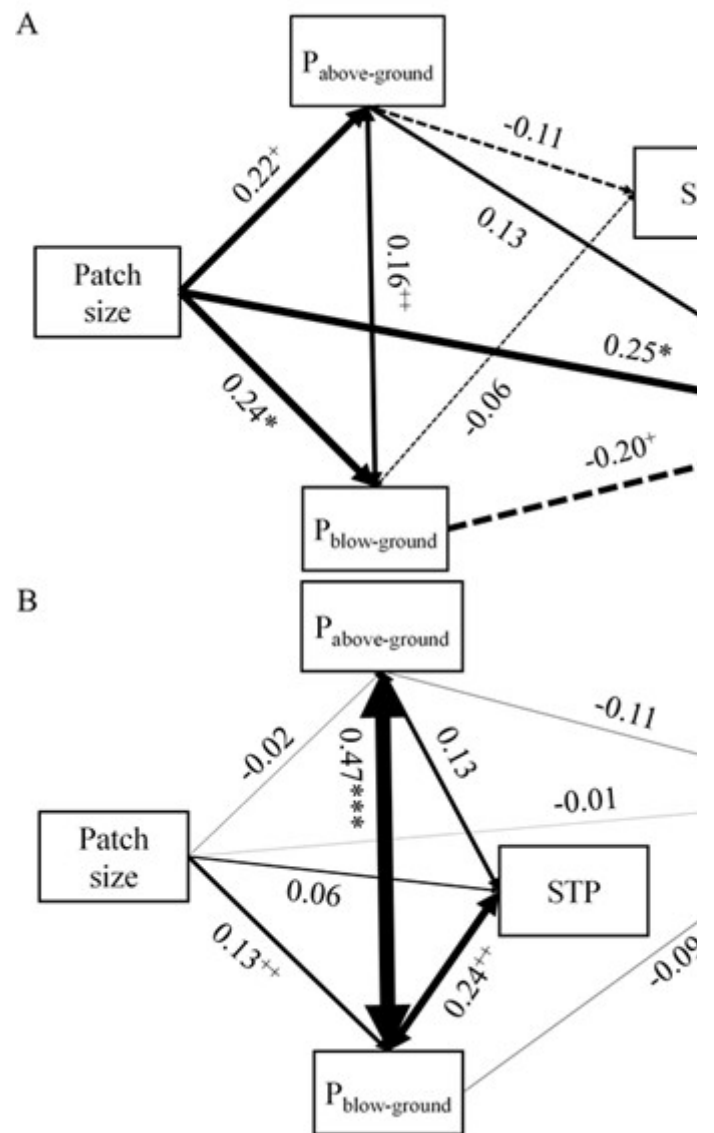 A
P above-ground
-0.11
S
0.22+
0.13
Patch
size
0.16++
0.25*
0.24*
-0.06
-0.20+
P blow-ground
B
P above-ground
-0.11
-0.02
0.47***
0.13
-0.01
Patch
size
STP
0.06
0.13++
0.24++
-0.09
P blow-ground